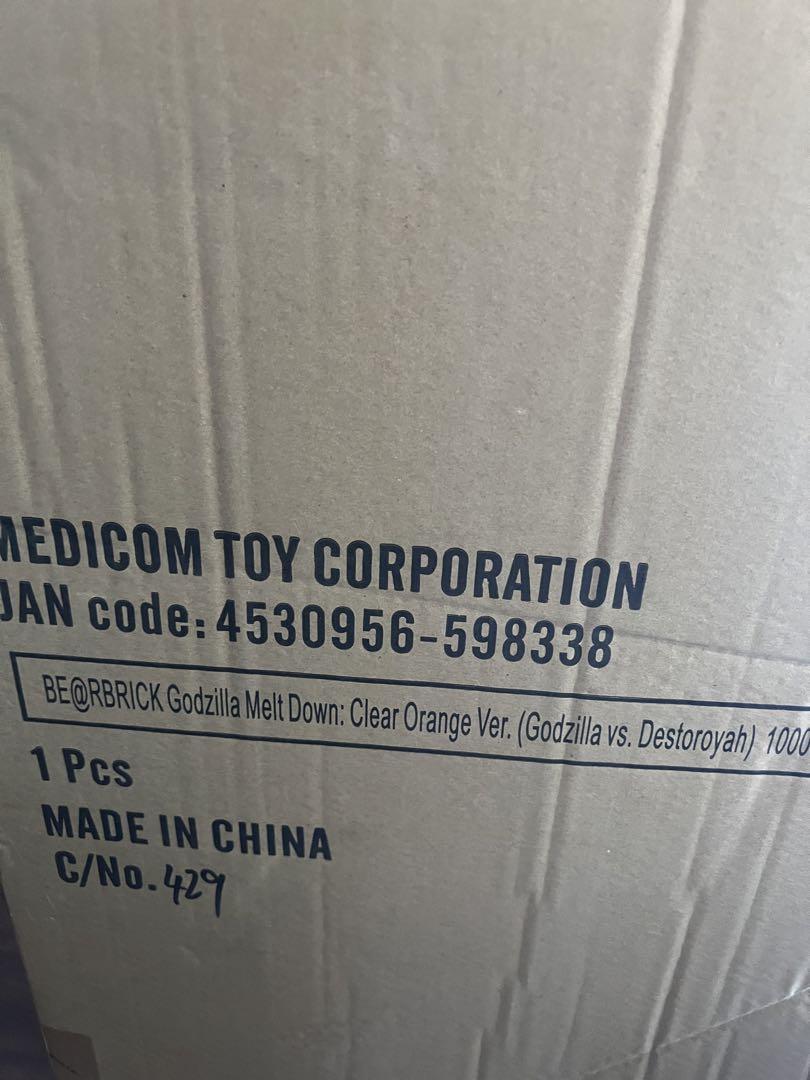 MEDICOM TOY CORPORATION
JAN code: 4530956-598338
BE@RBRICK Godzilla Melt Down: Clear Orange Ver. (Godzilla vs. Destoroyah) 1000
1 Pcs
MADE IN CHINA
C/No. 429